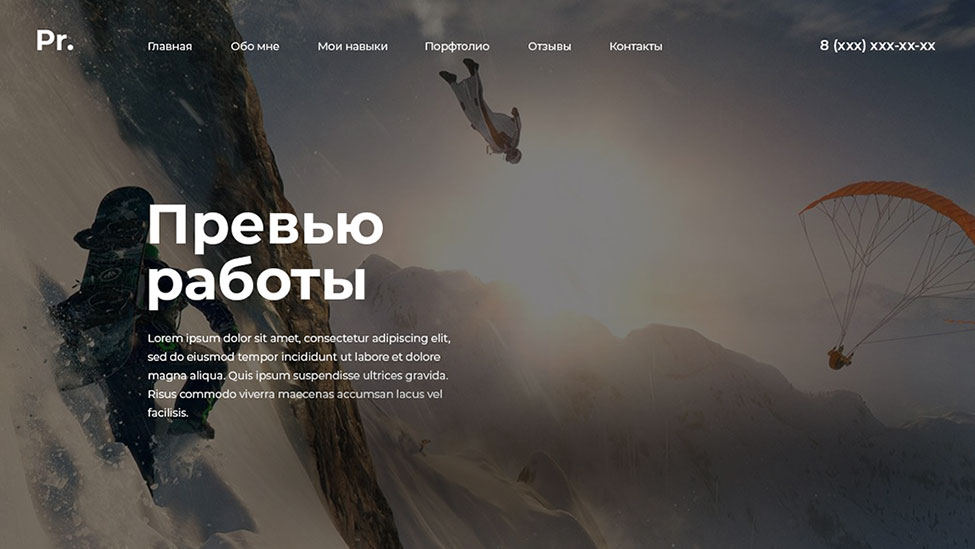 Pr.
Главная Обо мне Мои навыки Порфтолио Отзывы Контакты 8 (xxx) xxx-xx-xx
Превью
работы
Lorem ipsum dolor sit amet, consectetur adipiscing elit,
sed do eiusmod tempor incididunt ut labore et dolore
magna aliqua. Quis ipsum suspendisse ultrices gravida.
Risus commodo viverra maecenas accumsan lacus vel
facilisis.